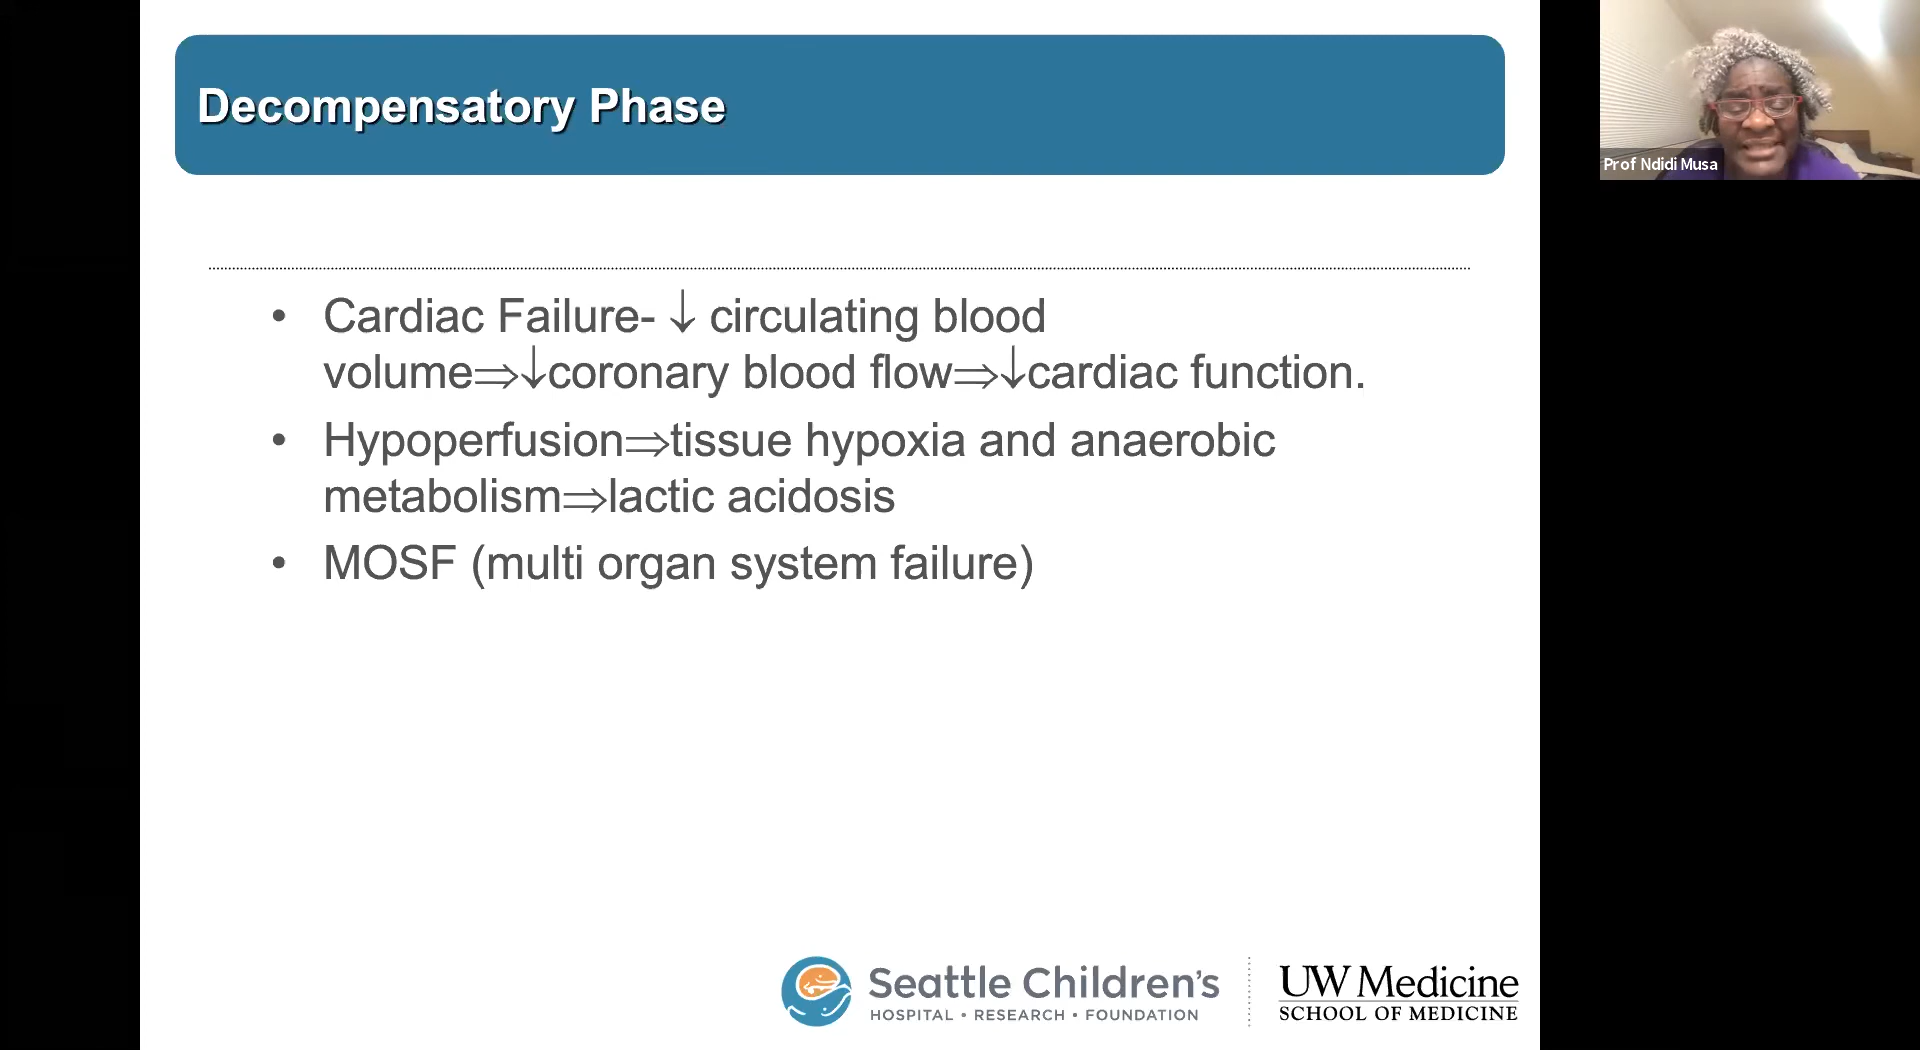 Decompensatory Phase
Prof Ndidi Musa
• Cardiac Failure- ↓ circulating blood
volume⇒↓coronary blood flow⇒↓cardiac function.
• Hypoperfusion⇒tissue hypoxia and anaerobic
metabolism⇒lactic acidosis
• MOSF (multi organ system failure)
Seattle Children's
HOSPITAL • RESEARCH • FOUNDATION
UW Medicine
SCHOOL OF MEDICINE